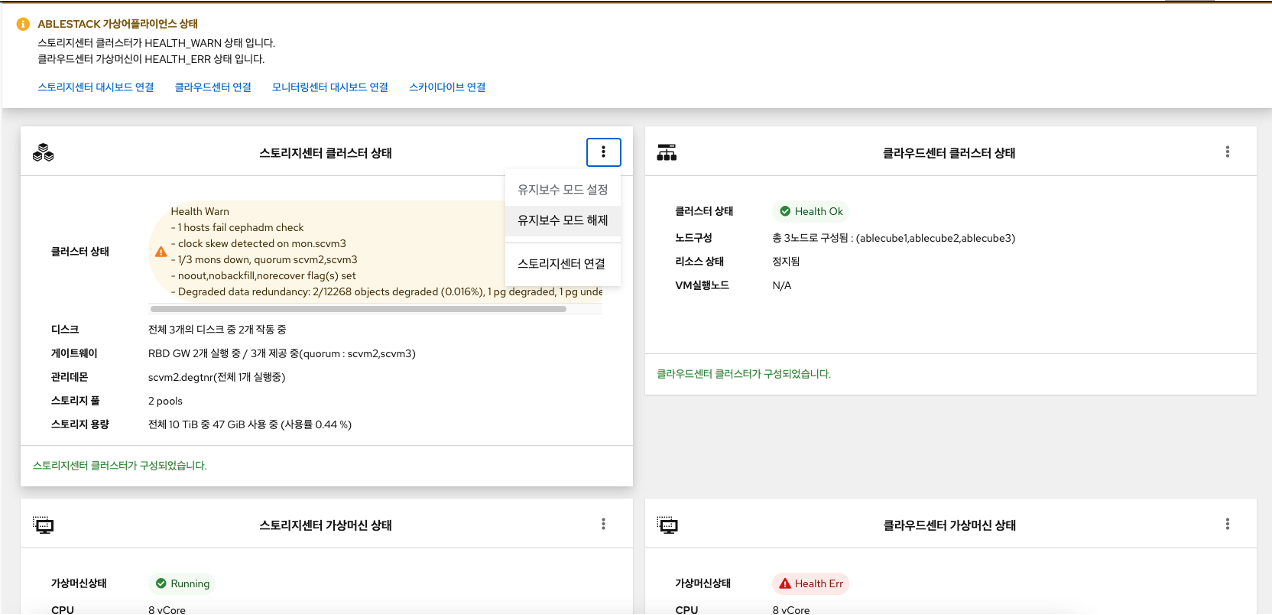 ABLESTACK 가상어플라이언스 상태
스토리지센터 클러스터가 HEALTH_WARN 상태 입니다.
클라우드센터 가상머신이 HEALTH_ERR 상태 입니다.
스토리지센터 대시보드 연결 클라우드센터 연결 모니터링센터 대시보드 연결 스카이다이브 연결
스토리지센터 클러스터 상태
유지보수 모드 설정
유지보수 모드 해제
스토리지센터 연결
클러스터 상태
Health Warn
- 1 hosts fail cephadm check
- clock skew detected on mon.scvm3
- 1/3 mons down, quorum scvm2,scvm3
- noout,nobackfill,norecover flag(s) set
- Degraded data redundancy: 2/12268 objects degraded (0.016%), 1 pg degraded, 1 pg unde
디스크 전체 3개의 디스크 중 2개 작동 중
게이트웨이 RBD GW 2개 실행 중 / 3개 제공 중(quorum : scvm2,scvm3)
관리데몬 scvm2.degtnr(전체 1개 실행중)
스토리지 풀 2 pools
스토리지 용량 전체 10 TiB 중 47 GiB 사용 중 (사용률 0.44 %)
스토리지센터 클러스터가 구성되었습니다.
클라우드센터 클러스터 상태
클러스터 상태 Health Ok
노드구성 총 3노드로 구성됨 : (ablecube1,ablecube2,ablecube3)
리소스 상태 정지됨
VM실행노드 N/A
클라우드센터 클러스터가 구성되었습니다.
스토리지센터 가상머신 상태
가상머신상태 Running
CPU 8 vCore
클라우드센터 가상머신 상태
가상머신상태 Health Err
CPU 8 vCore